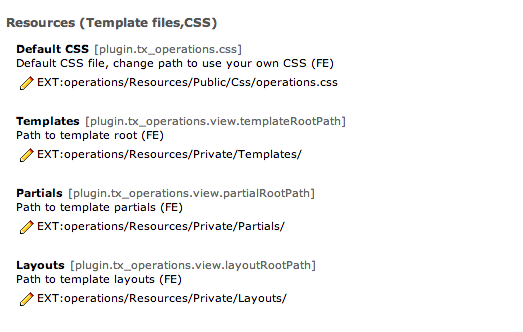 Resources (Template files,CSS)
Default CSS [plugin.tx_operations.css]
Default CSS file, change path to use your own CSS (FE)
EXT:operations/Resources/Public/Css/operations.css
Templates [plugin.tx_operations.view.templateRootPath]
Path to template root (FE)
EXT:operations/Resources/Private/Templates/
Partials [plugin.tx_operations.view.partialRootPath]
Path to template partials (FE)
EXT:operations/Resources/Private/Partials/
Layouts [plugin.tx_operations.view.layoutRootPath]
Path to template layouts (FE)
EXT:operations/Resources/Private/Layouts/